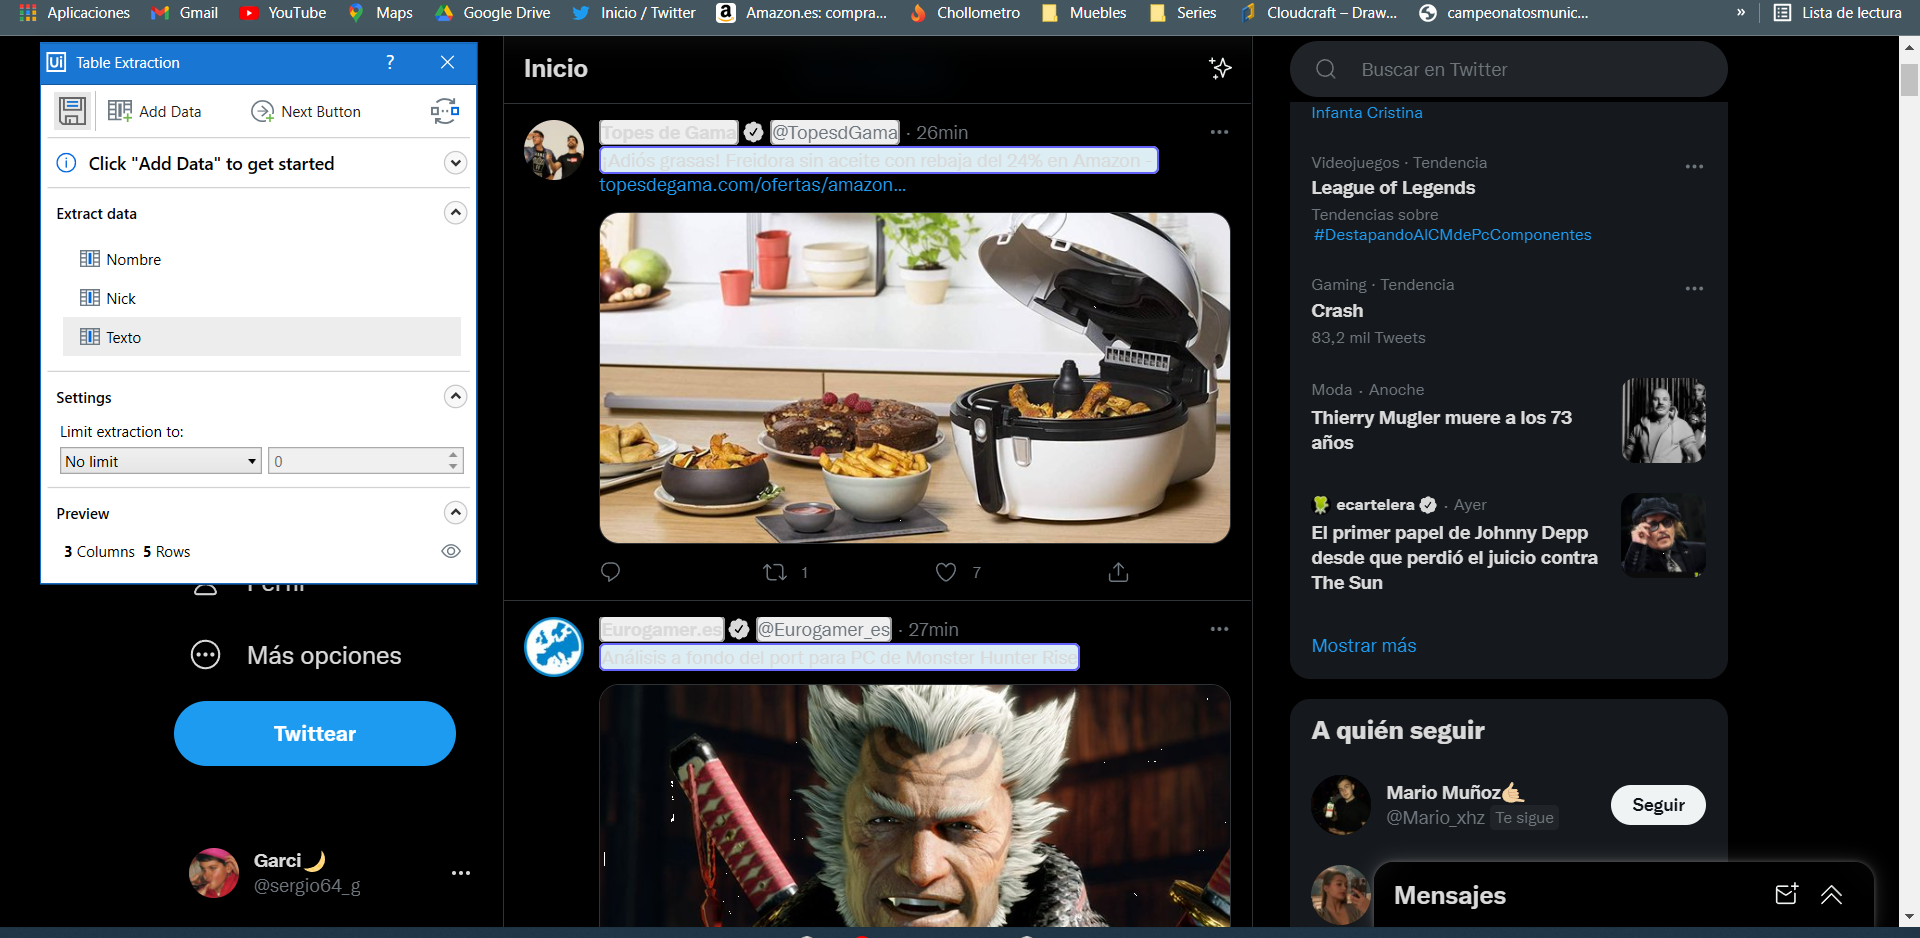 Aplicaciones
Gmail
YouTube
Maps
Google Drive
Inicio / Twitter
Amazon.es: compra...
Chollometro
Muebles
Series
Cloudcraft – Draw...
campeonatosmunic...
»
Lista de lectura
Ui Table Extraction ?
Add Data
Next Button
Click "Add Data" to get started
Extract data
Nombre
Nick
Texto
Settings
Limit extraction to:
No limit
0
Preview
3 Columns 5 Rows
Más opciones
Twittear
Garci
@sergio64_g
Inicio
Topes de Gama @TopesdGama · 26min
¡Adiós grasas! Freidora sin aceite con rebaja del 24% en Amazon -
topesdegama.com/ofertas/amazon...
1
7
Eurogamer.es @Eurogamer_es · 27min
Análisis a fondo del port para PC de Monster Hunter Rise
Buscar en Twitter
Infanta Cristina
Videojuegos · Tendencia
League of Legends
Tendencias sobre
#DestapandoAlCMdePcComponentes
Gaming · Tendencia
Crash
83,2 mil Tweets
Moda · Anoche
Thierry Mugler muere a los 73
años
ecartelera · Ayer
El primer papel de Johnny Depp
desde que perdió el juicio contra
The Sun
Mostrar más
A quién seguir
Mario Muñoz
@Mario_xhz Te sigue
Seguir
Mensajes